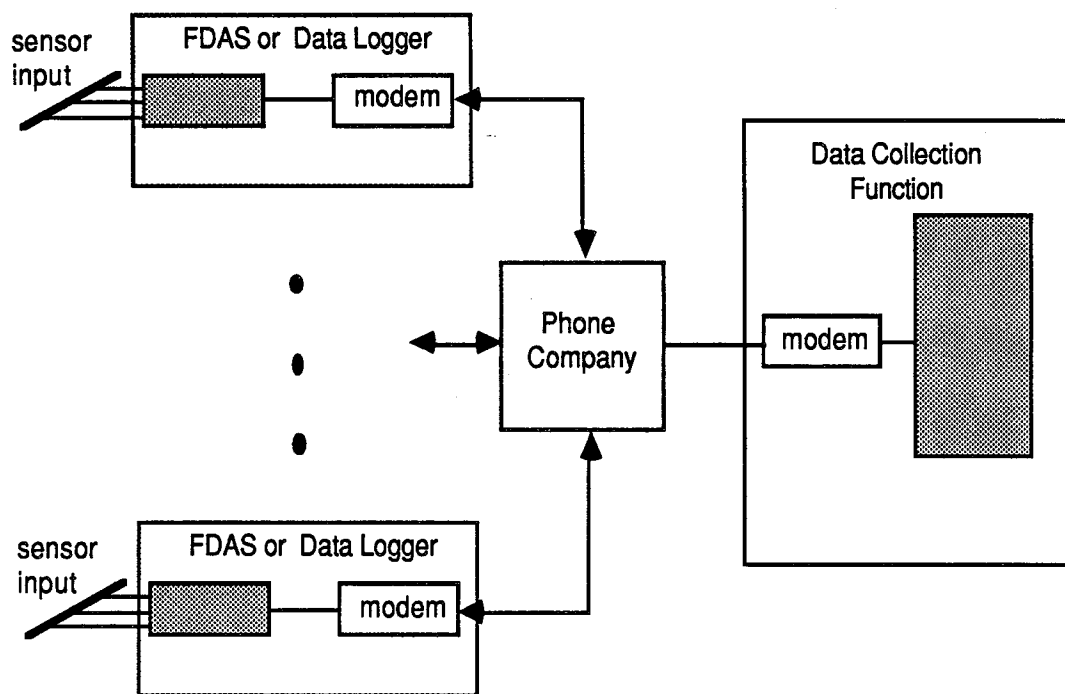 FDAS or Data Logger
sensor
input
modem
Data Collection
Function
Phone
Company
modem
FDAS or Data Logger
sensor
input
modem